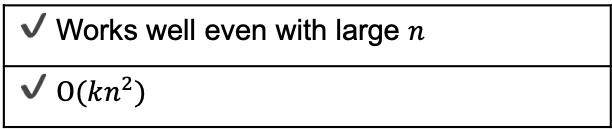 ✔ Works well even with large 𝑛
✔ O(𝑘𝑛²)